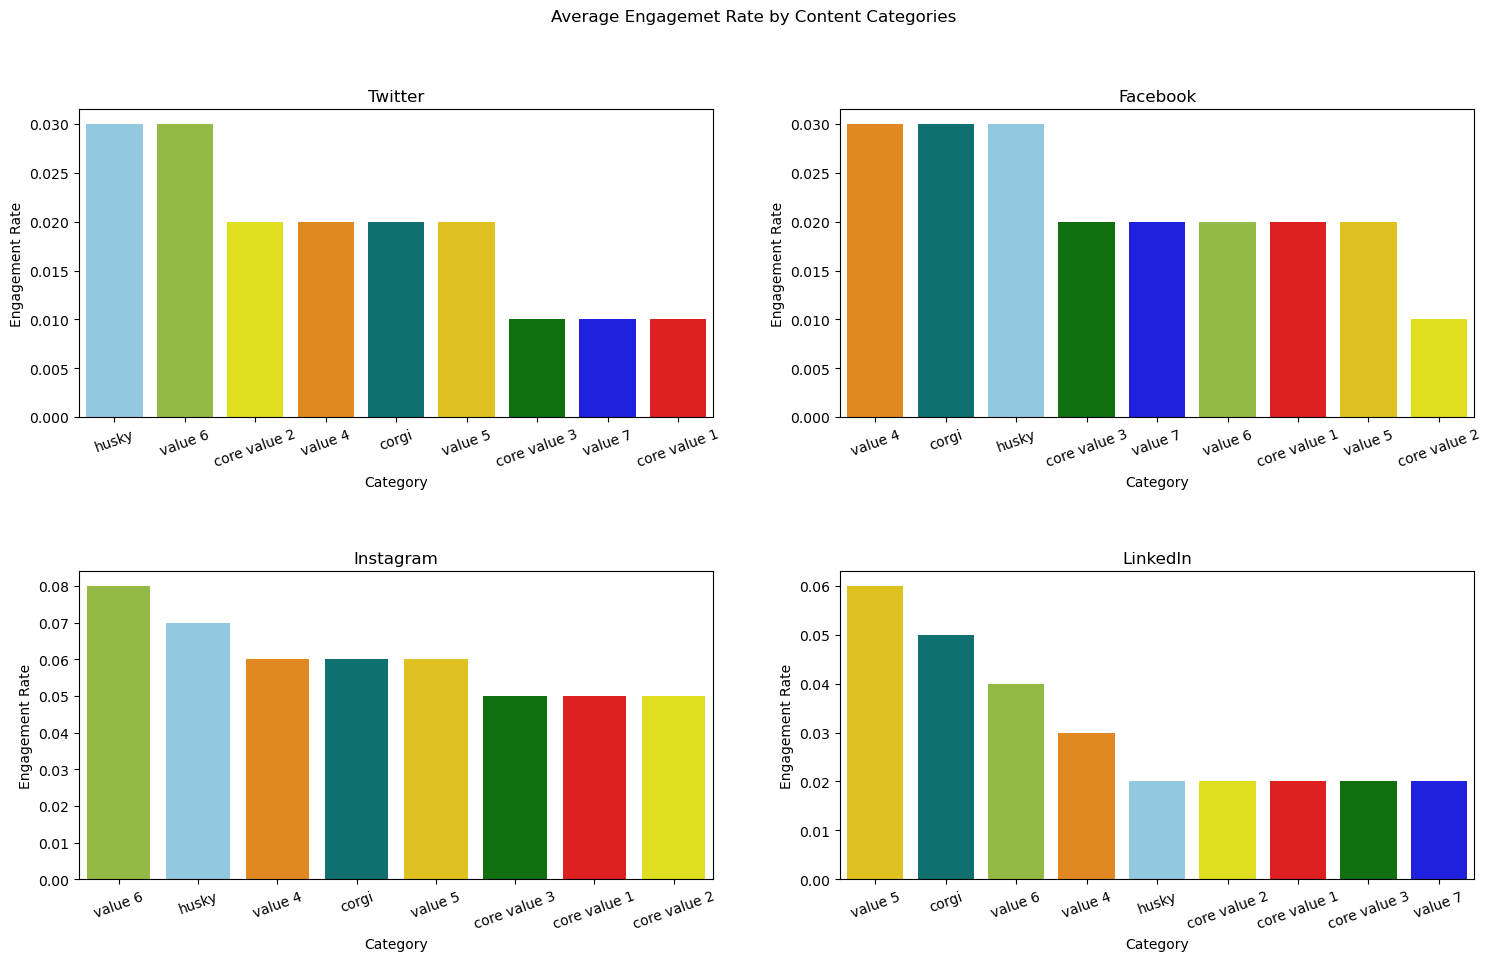 Average Engagemet Rate by Content Categories
Twitter
Engagement Rate
0.030
0.025
0.020
0.015
0.010
0.005
0.000
husky value 6 core value 2 value 4 corgi value 5 core value 3 value 7 core value 1
Category
Facebook
Engagement Rate
0.030
0.025
0.020
0.015
0.010
0.005
0.000
value 4 corgi husky core value 3 value 7 value 6 core value 1 value 5 core value 2
Category
Instagram
Engagement Rate
0.08
0.07
0.06
0.05
0.04
0.03
0.02
0.01
0.00
value 6 husky value 4 corgi value 5 core value 3 core value 1 core value 2
Category
LinkedIn
Engagement Rate
0.06
0.05
0.04
0.03
0.02
0.01
0.00
value 5 corgi value 6 value 4 husky core value 2 core value 1 core value 3 value 7
Category